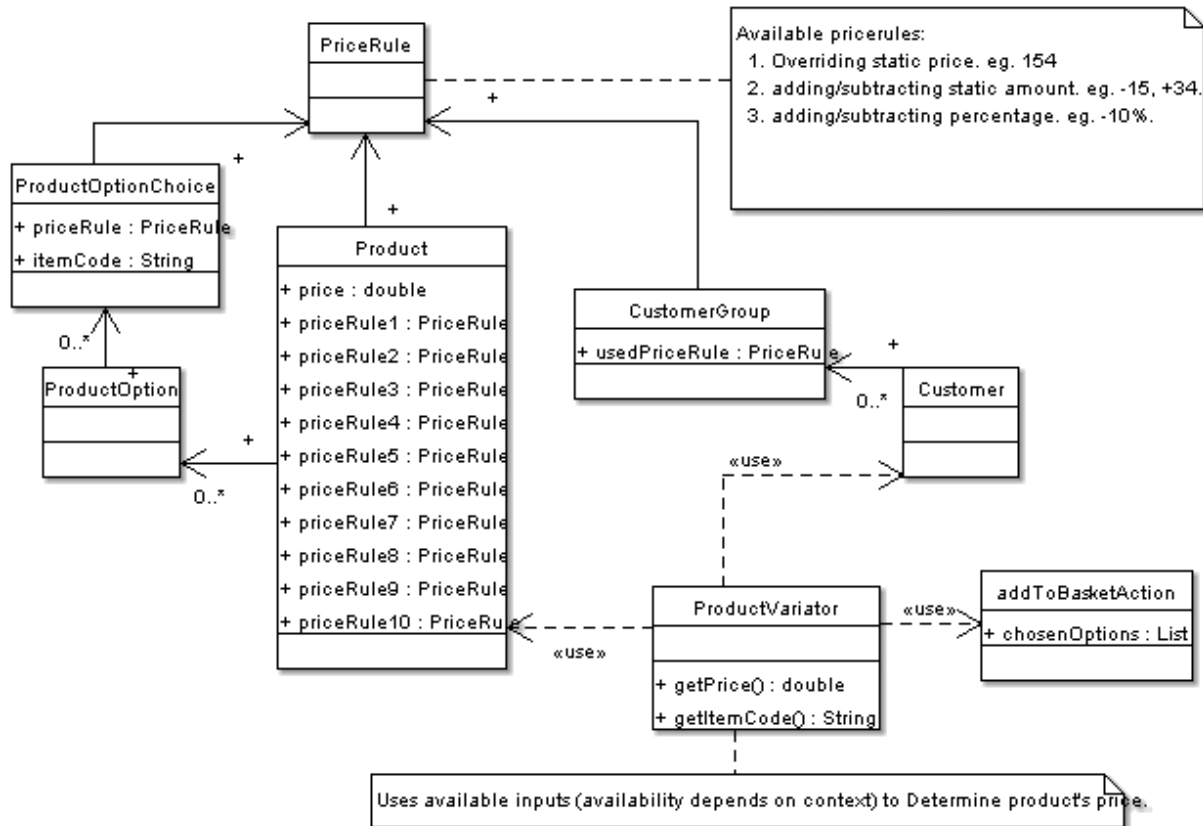 PriceRule
Available pricerules:
1. Overriding static price. eg. 154
2. adding/subtracting static amount. eg. -15, +34.
3. adding/subtracting percentage. eg. -10%.
+
+
ProductOptionChoice
+ priceRule : PriceRule
+ itemCode : String
+
Product
+ price : double
+ priceRule1 : PriceRule
+ priceRule2 : PriceRule
+ priceRule3 : PriceRule
+ priceRule4 : PriceRule
+ priceRule5 : PriceRule
+ priceRule6 : PriceRule
+ priceRule7 : PriceRule
+ priceRule8 : PriceRule
+ priceRule9 : PriceRule
+ priceRule10 : PriceRule
CustomerGroup
+ usedPriceRule : PriceRule
0..*
+
ProductOption
+
0..*
+
0..*
Customer
«use»
ProductVariator
+ getPrice() : double
+ getItemCode() : String
«use»
«use»
addToBasketAction
+ chosenOptions : List
Uses available inputs (availability depends on context) to Determine product's price.